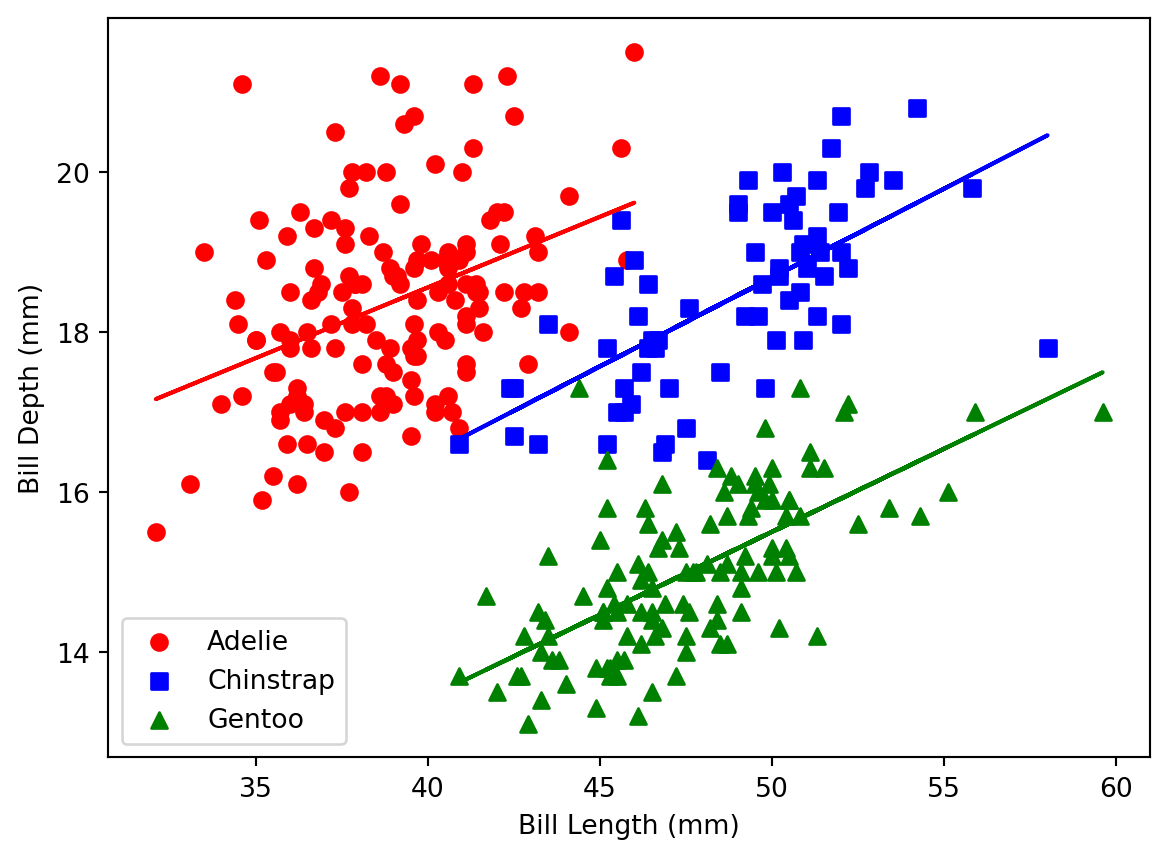 Bill Depth (mm)
20
18
16
14
Adelie
Chinstrap
Gentoo
35 40 45 50 55 60
Bill Length (mm)